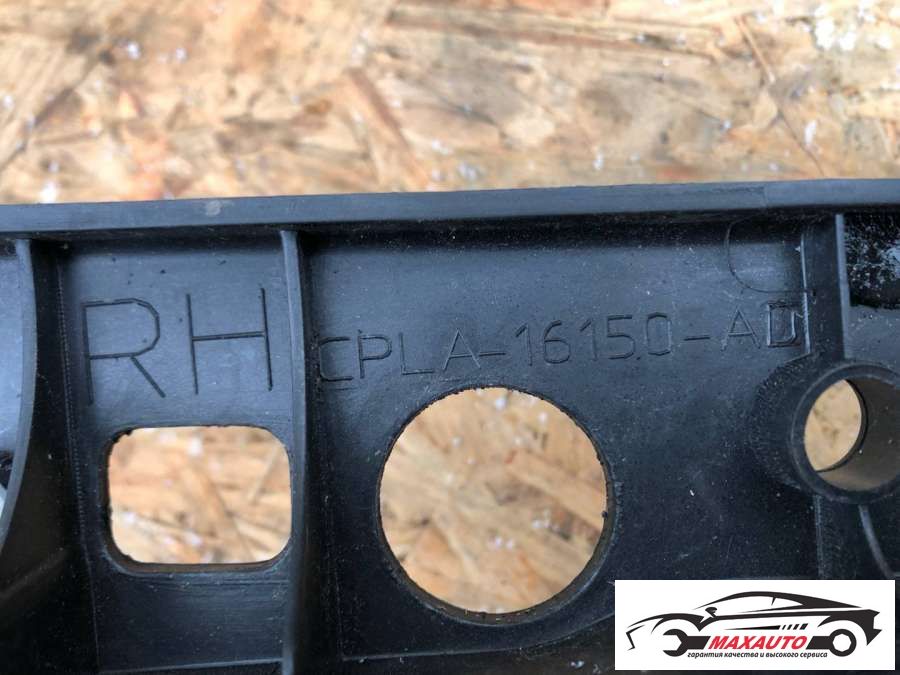 RH CPLA-16150-AD
MAXAUTO
гарантия качества и высокого сервиса